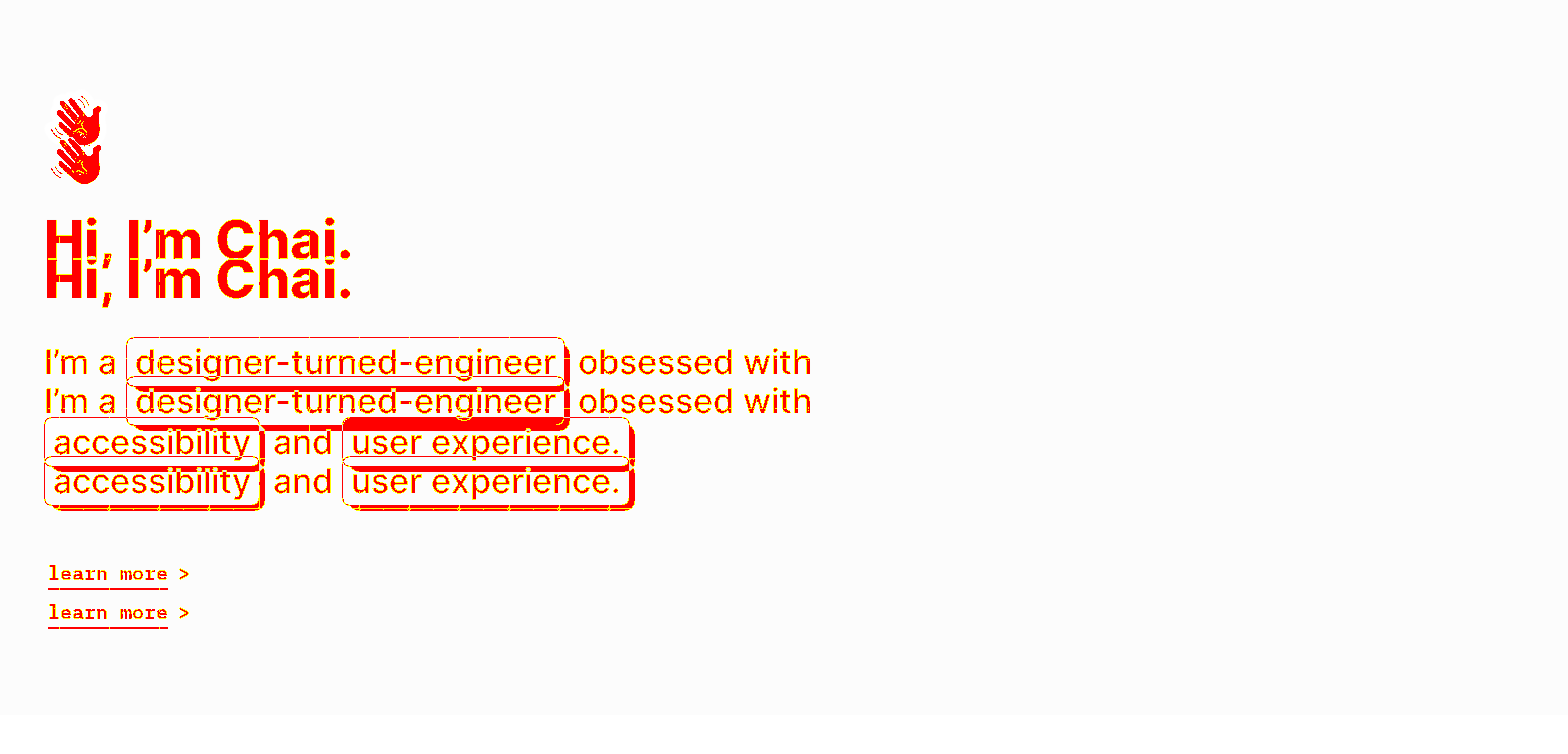 Hi, I’m Chai.
Hi, I’m Chai.
I’m a designer-turned-engineer obsessed with
I’m a designer-turned-engineer obsessed with
accessibility and user experience.
accessibility and user experience.
learn more >
learn more >